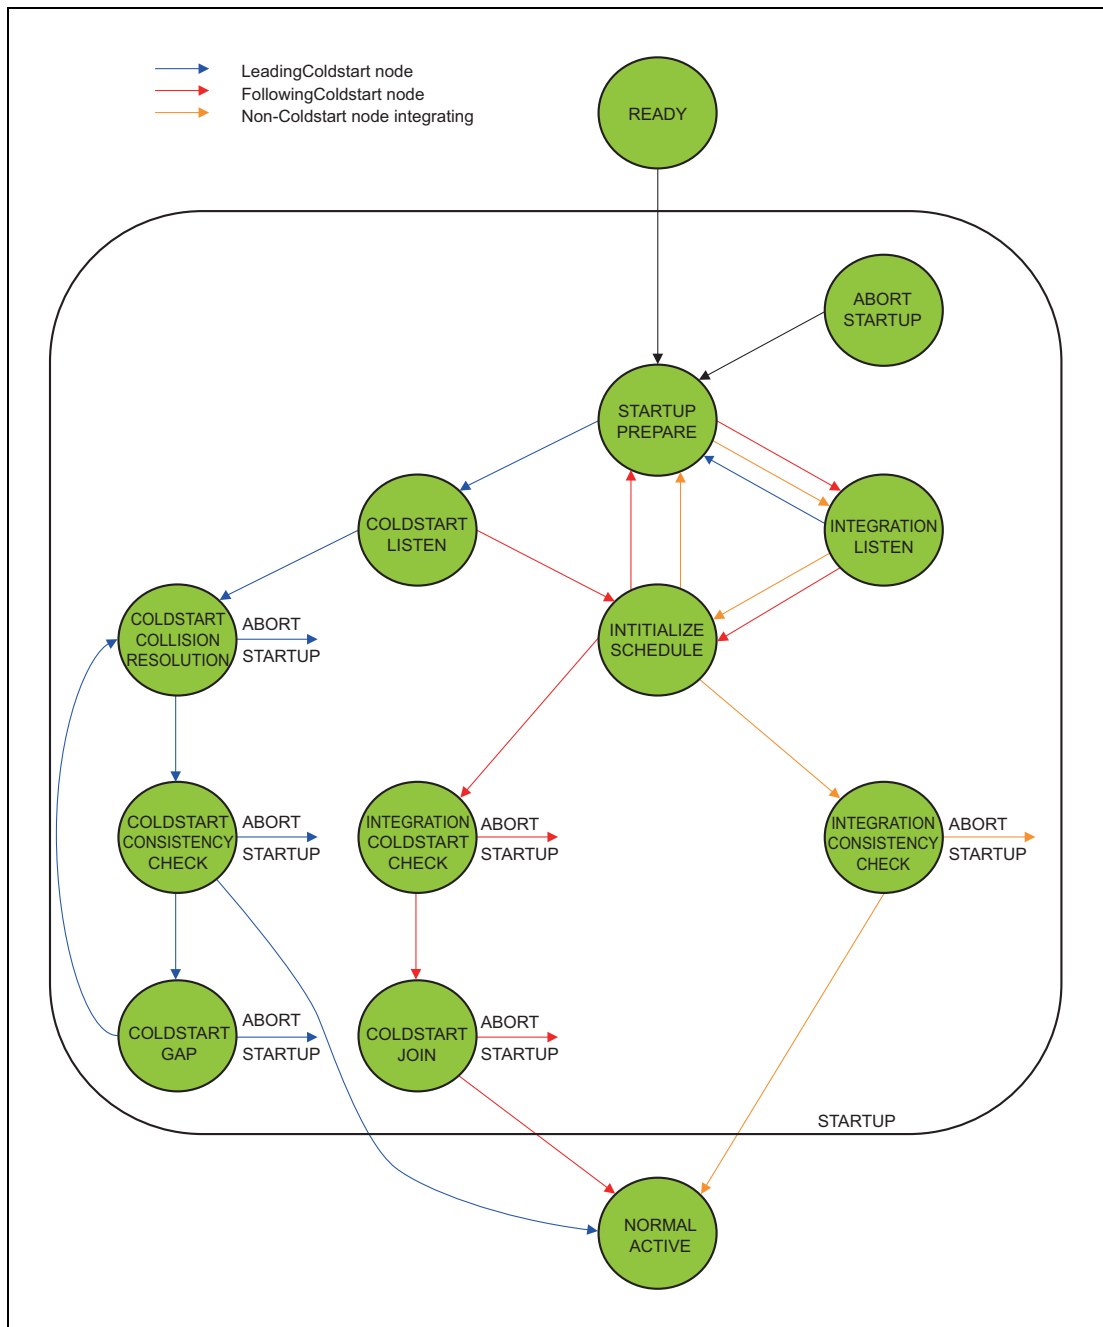 LeadingColdstart node
FollowingColdstart node
Non-Coldstart node integrating
READY
ABORT
STARTUP
STARTUP
PREPARE
COLDSTART
LISTEN
INTEGRATION
LISTEN
COLDSTART
COLLISION
RESOLUTION
ABORT
STARTUP
INTITIALIZE
SCHEDULE
COLDSTART
CONSISTENCY
CHECK
ABORT
STARTUP
INTEGRATION
COLDSTART
CHECK
ABORT
STARTUP
INTEGRATION
CONSISTENCY
CHECK
ABORT
STARTUP
COLDSTART
GAP
ABORT
STARTUP
COLDSTART
JOIN
ABORT
STARTUP
STARTUP
NORMAL
ACTIVE